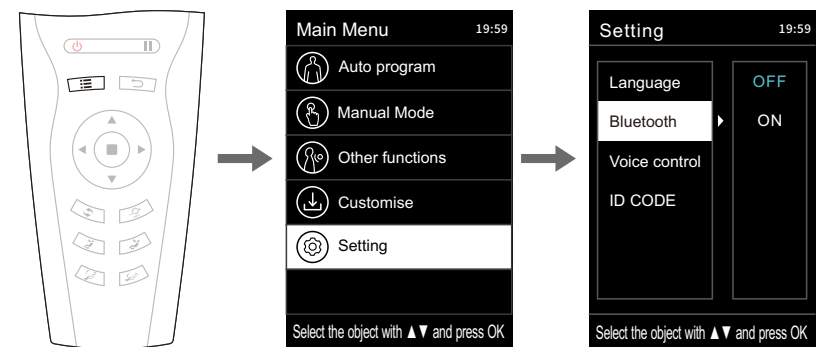 Main Menu 19:59
Auto program
Manual Mode
Other functions
Customise
Setting
Select the object with ▲▼ and press OK
Setting 19:59
Language
Bluetooth
Voice control
ID CODE
OFF
ON
Select the object with ▲▼ and press OK